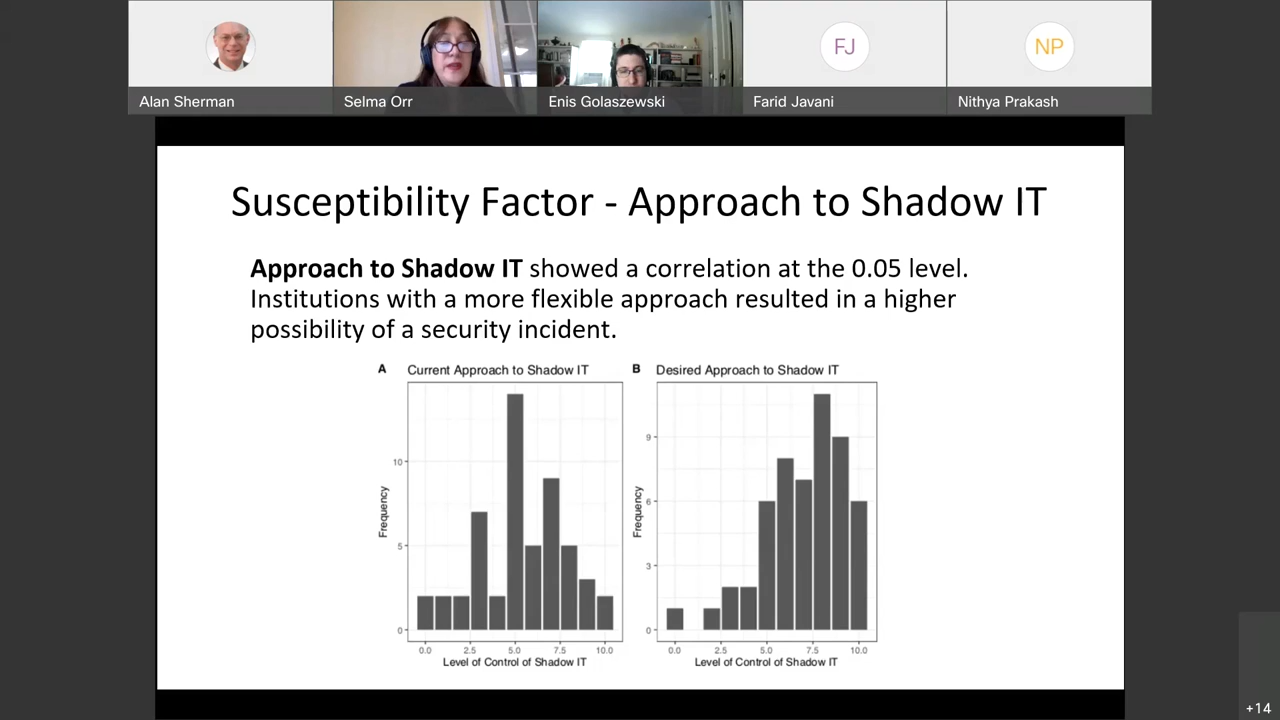 FJ
NP
Alan Sherman
Selma Orr
Enis Golaszewski
Farid Javani
Nithya Prakash
Susceptibility Factor - Approach to Shadow IT
Approach to Shadow IT showed a correlation at the 0.05 level.
Institutions with a more flexible approach resulted in a higher
possibility of a security incident.
A Current Approach to Shadow IT
10
5
0
Frequency
0.0 2.5 5.0 7.5 10.0
Level of Control of Shadow IT
B Desired Approach to Shadow IT
9
6
3
0
Frequency
0.0 2.5 5.0 7.5 10.0
Level of Control of Shadow IT
+14